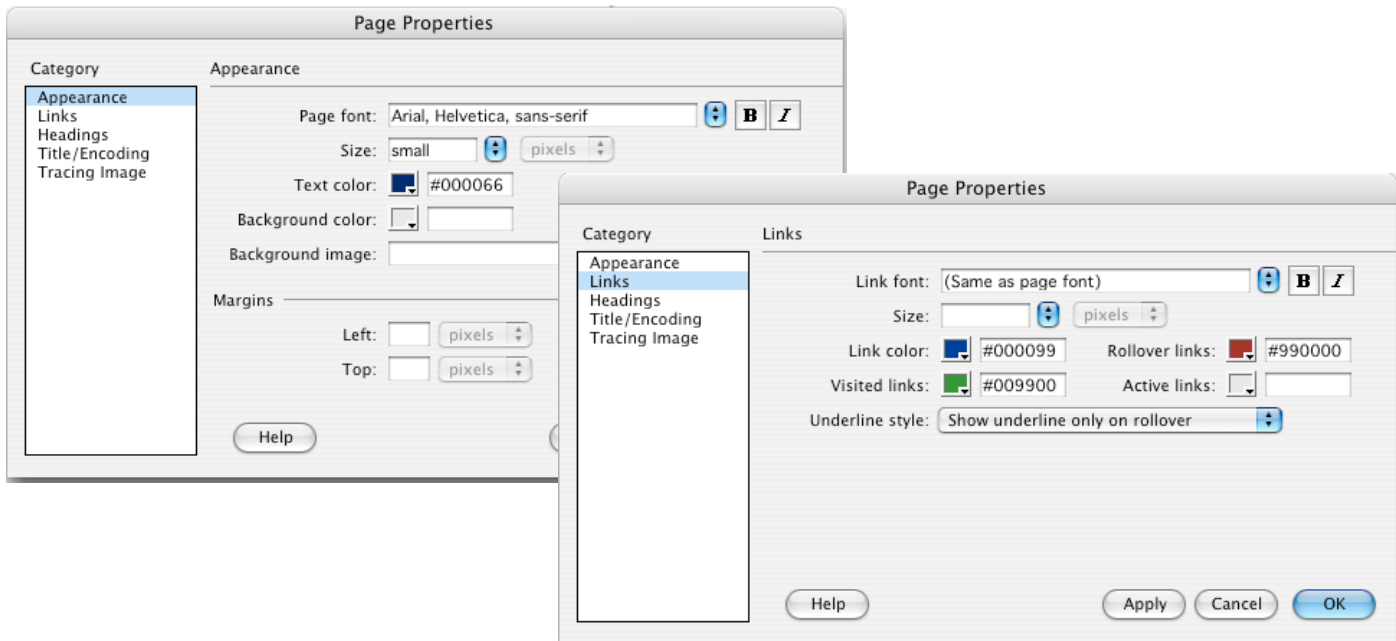 Page Properties
Category
Appearance
Appearance
Links
Headings
Title/Encoding
Tracing Image
Page font: Arial, Helvetica, sans-serif B I
Size: small pixels
Text color: #000066
Background color:
Background image:
Margins
Left: pixels
Top: pixels
Help
Page Properties
Category
Links
Appearance
Links
Headings
Title/Encoding
Tracing Image
Link font: (Same as page font) B I
Size: pixels
Link color: #000099 Rollover links: #990000
Visited links: #009900 Active links:
Underline style: Show underline only on rollover
Help Apply Cancel OK